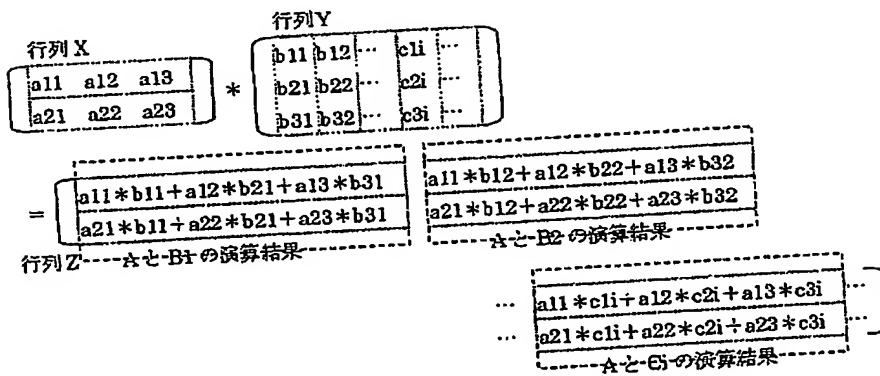 行列X
行列Y
a11 a12 a13
a21 a22 a23
*
b11 b12 … c1i …
b21 b22 … c2i …
b31 b32 … c3i …
=
a11*b11+a12*b21+a13*b31
a21*b11+a22*b21+a23*b31
行列Z
AとB1の演算結果
a11*b12+a12*b22+a13*b32
a21*b12+a22*b22+a23*b32
AとB2の演算結果
… a11*c1i+a12*c2i+a13*c3i …
… a21*c1i+a22*c2i+a23*c3i …
AとCiの演算結果